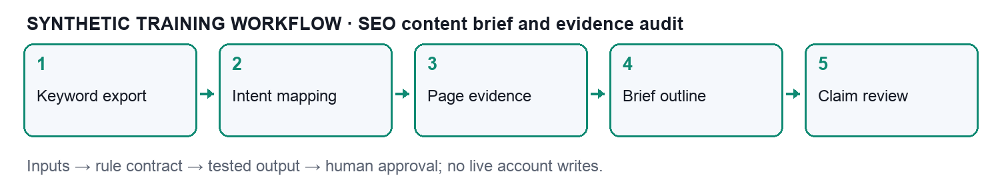 SYNTHETIC TRAINING WORKFLOW · SEO content brief and evidence audit
1
Keyword export
2
Intent mapping
3
Page evidence
4
Brief outline
5
Claim review
Inputs → rule contract → tested output → human approval; no live account writes.